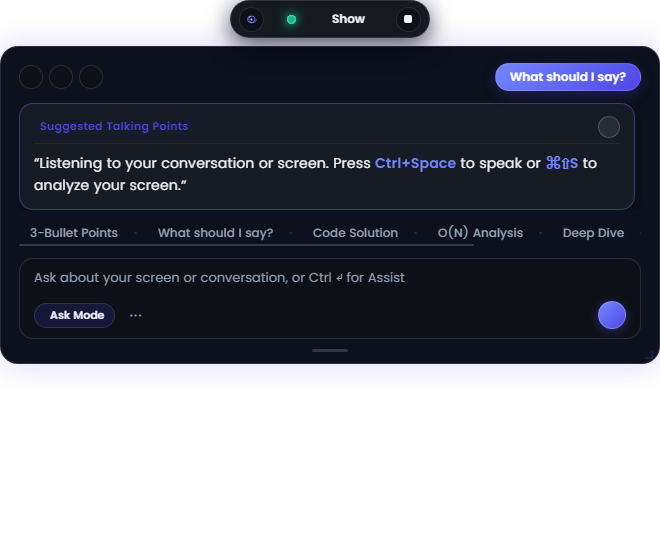 Show
What should I say?
Suggested Talking Points
“Listening to your conversation or screen. Press Ctrl+Space to speak or ⌘⇧S to
analyze your screen.”
3-Bullet Points · What should I say? · Code Solution · O(N) Analysis · Deep Dive ·
Ask about your screen or conversation, or Ctrl ↲ for Assist
Ask Mode ···